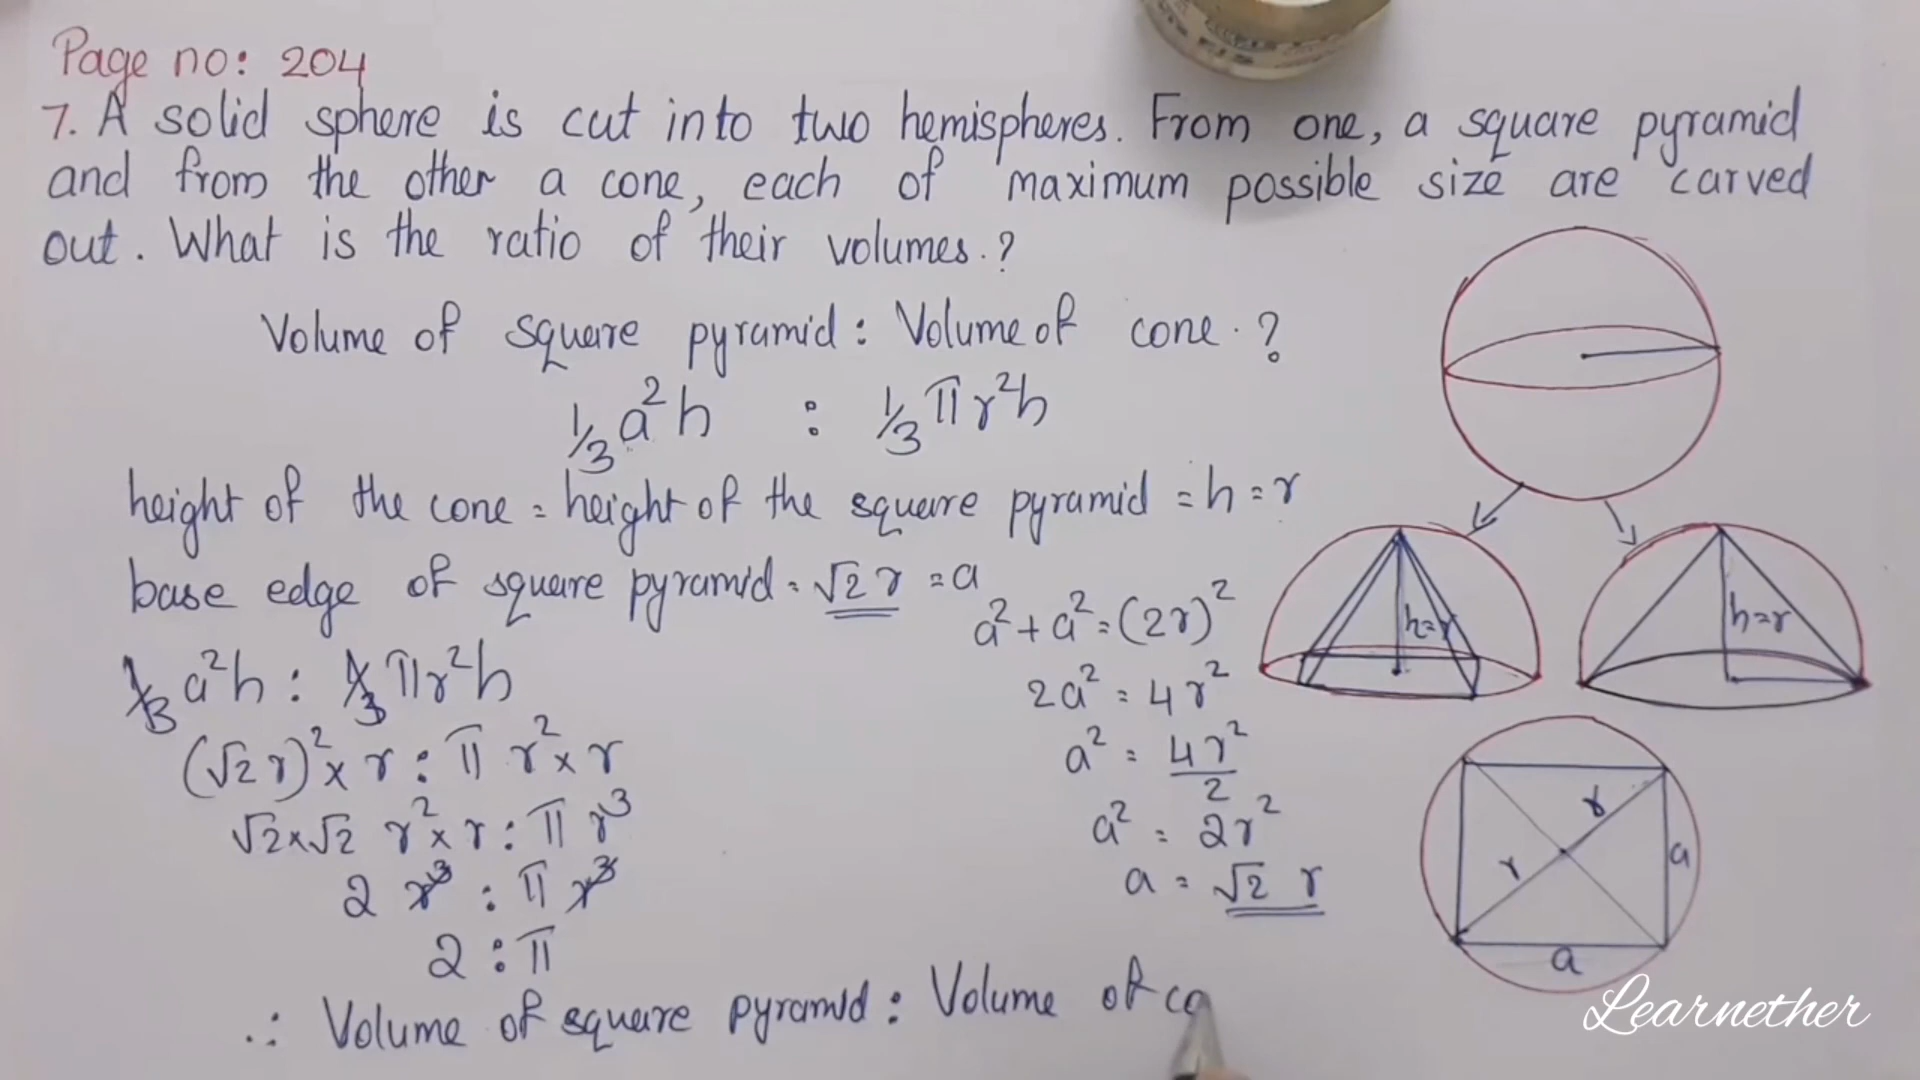 Page no: 204
7. A solid sphere is cut into two hemispheres. From one, a square pyramid
and from the other a cone, each of maximum possible size are carved
out. What is the ratio of their volumes.?
Volume of square pyramid : Volume of cone.?
1/3 a²h : 1/3 πr²h
height of the cone = height of the square pyramid = h = r
base edge of square pyramid = √2 r = a
1/3 a²h : 1/3 πr²h
(√2 r)² × r : π r² × r
√2×√2 r² × r : π r³
2 r³ : π r³
2 : π
∴ Volume of square pyramid : Volume of co
a² + a² = (2r)²
2a² = 4r²
a² = 4r²/2
a² = 2r²
a = √2 r
h=r
h=r
r
r
a
a
Learnether